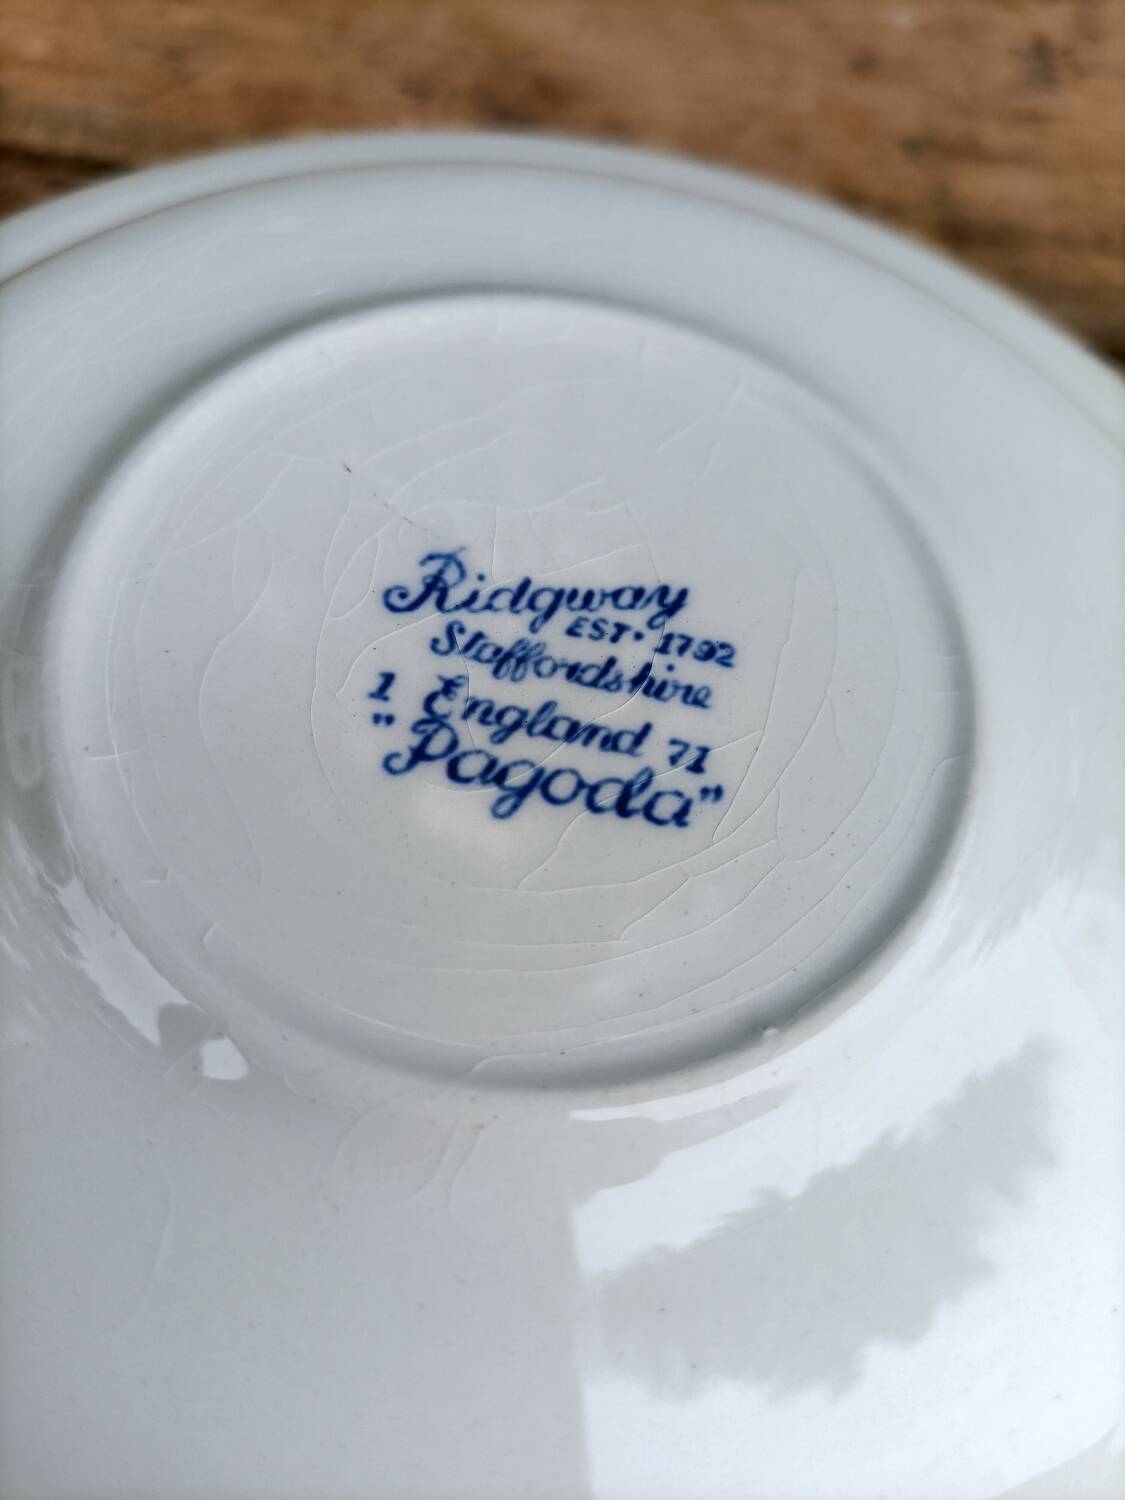 Ridgway
EST. 1792
Staffordshire
1 England 71
"Pagoda"